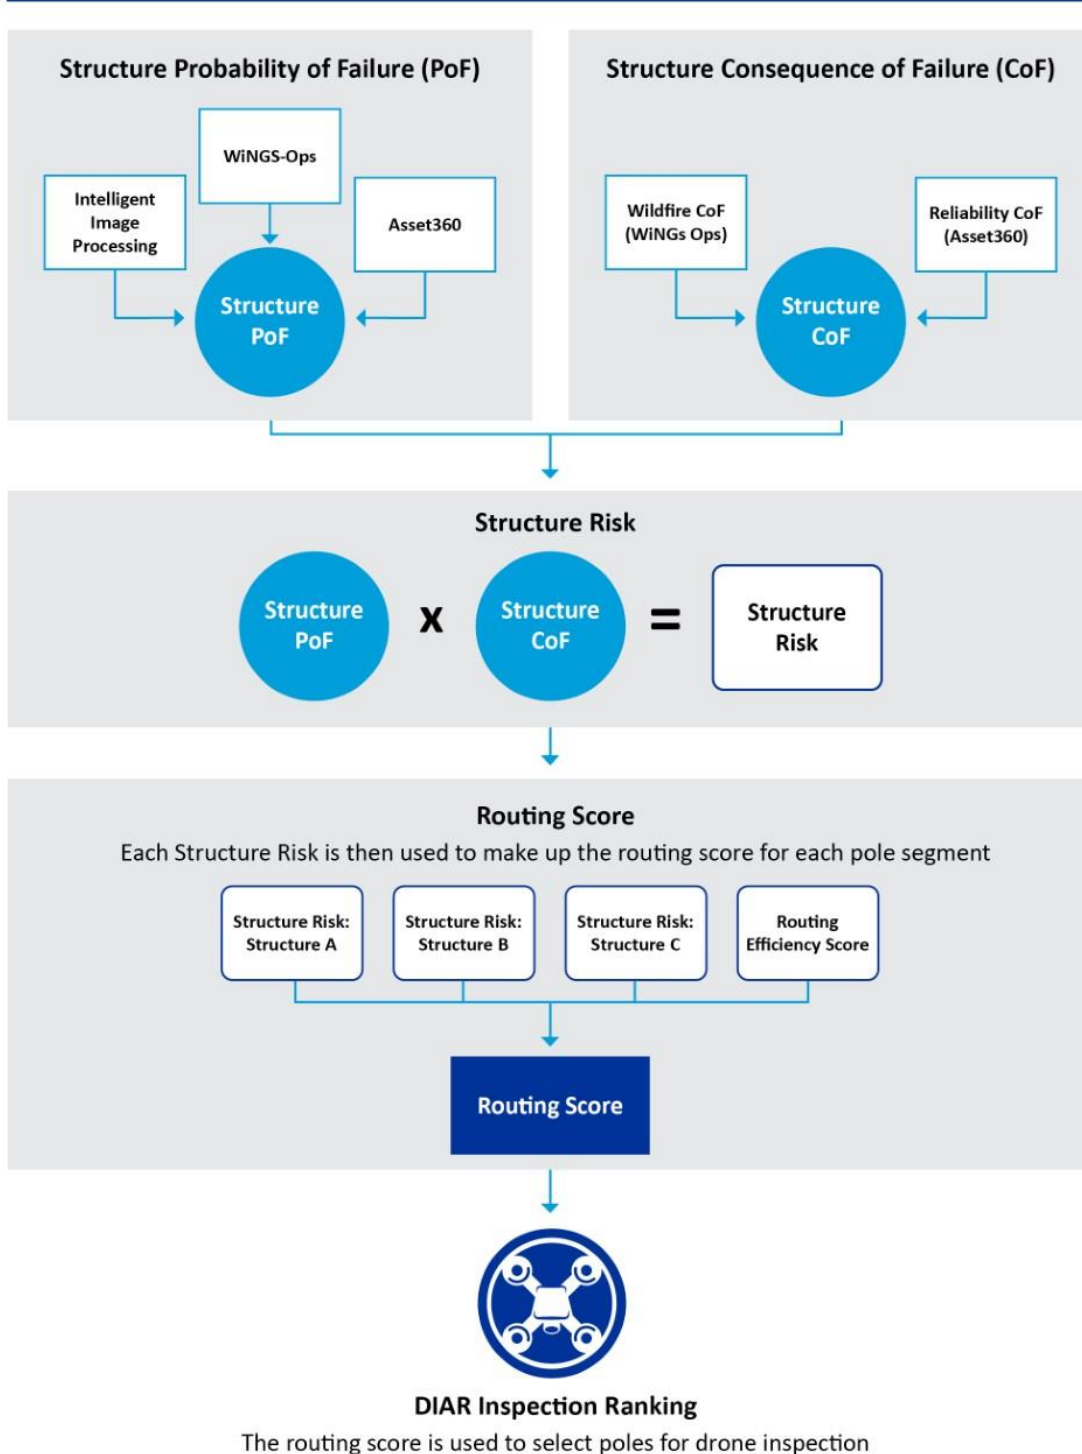 Structure Probability of Failure (PoF)
WiNGS-Ops
Intelligent
Image
Processing
Asset360
Structure
PoF
Structure Consequence of Failure (CoF)
Wildfire CoF
(WiNGs Ops)
Reliability CoF
(Asset360)
Structure
CoF
Structure Risk
Structure
PoF
x
Structure
CoF
=
Structure
Risk
Routing Score
Each Structure Risk is then used to make up the routing score for each pole segment
Structure Risk:
Structure A
Structure Risk:
Structure B
Structure Risk:
Structure C
Routing
Efficiency Score
Routing Score
DIAR Inspection Ranking
The routing score is used to select poles for drone inspection